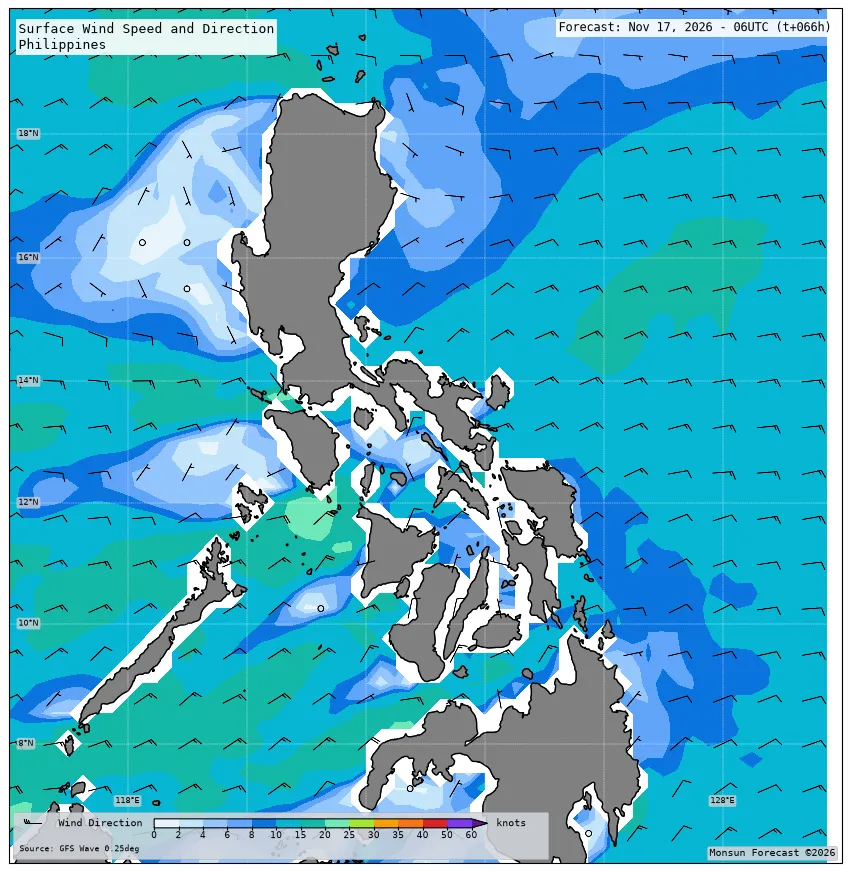 Surface Wind Speed and Direction
Philippines
Forecast: Nov 17, 2026 - 06UTC (t+066h)
18°N
16°N
14°N
12°N
10°N
8°N
118°E
128°E
Wind Direction
0 2 4 6 8 10 15 20 25 30 35 40 50 60
knots
Source: GFS Wave 0.25deg
Monsun Forecast ©2026